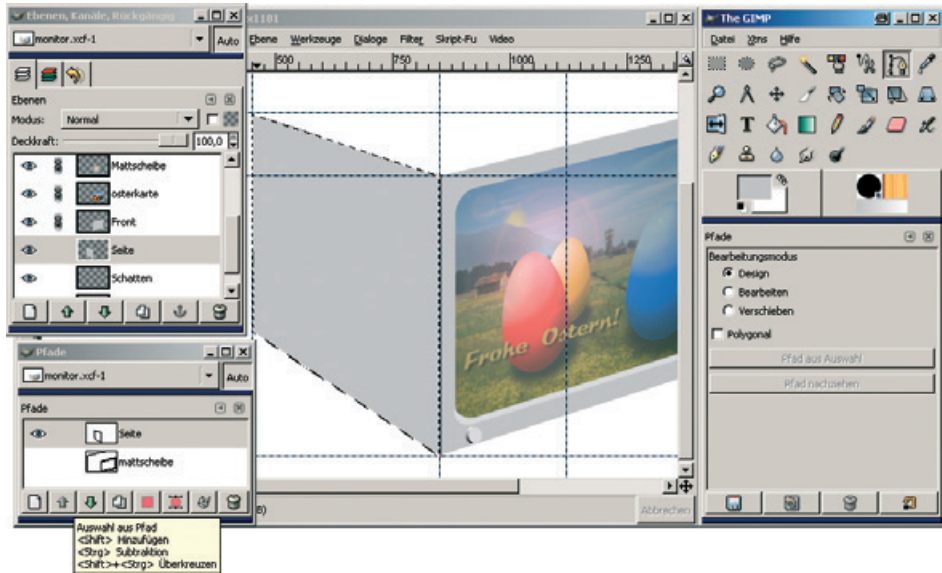 Ebenen, Kanäle, Rückgängig
monitor.xcf-1
Auto
Ebenen
Modus:
Normal
Deckkraft:
100,0
Mattscheibe
osterkarte
Front
Seite
Schatten
Pfade
monitor.xcf-1
Auto
Pfade
Seite
mattscheibe
Auswahl aus Pfad
<Shift> Hinzufügen
<Strg> Subtraktion
<Shift>+<Strg> Überkreuzen
Ebene Werkzeuge Dialoge Filter Skript-Fu Video
500 750 1000 1250
Frohe Ostern!
Abbrechen
The GIMP
Datei Xtns Hilfe
Pfade
Bearbeitungsmodus
Design
Bearbeiten
Verschieben
Polygonal
Pfad aus Auswahl
Pfad nachziehen